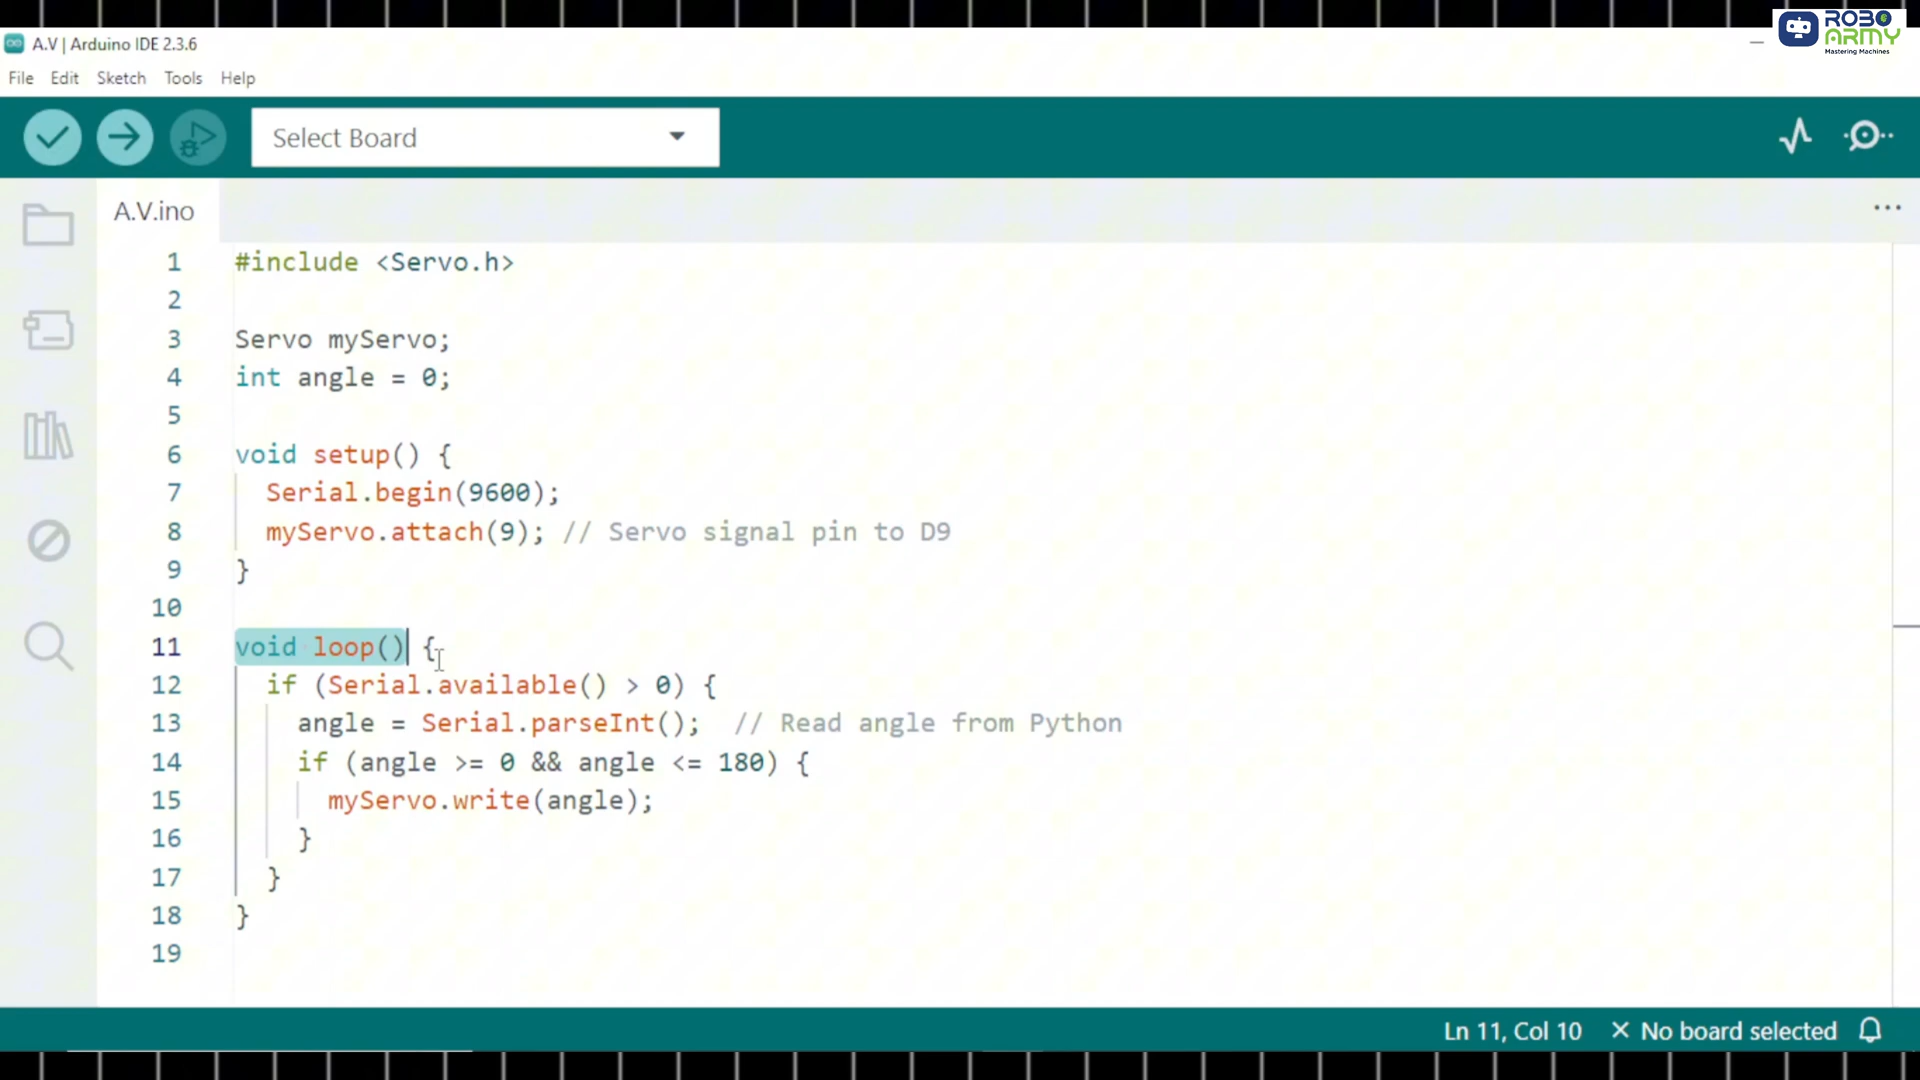 ROBO
ARMY
Mastering Machines
A.V | Arduino IDE 2.3.6
File Edit Sketch Tools Help
Select Board
A.V.ino
1 #include <Servo.h>
2
3 Servo myServo;
4 int angle = 0;
5
6 void setup() {
7 Serial.begin(9600);
8 myServo.attach(9); // Servo signal pin to D9
9 }
10
11 void loop() {
12 if (Serial.available() > 0) {
13 angle = Serial.parseInt();  // Read angle from Python
14 if (angle >= 0 && angle <= 180) {
15 myServo.write(angle);
16 }
17 }
18 }
19
Ln 11, Col 10 × No board selected